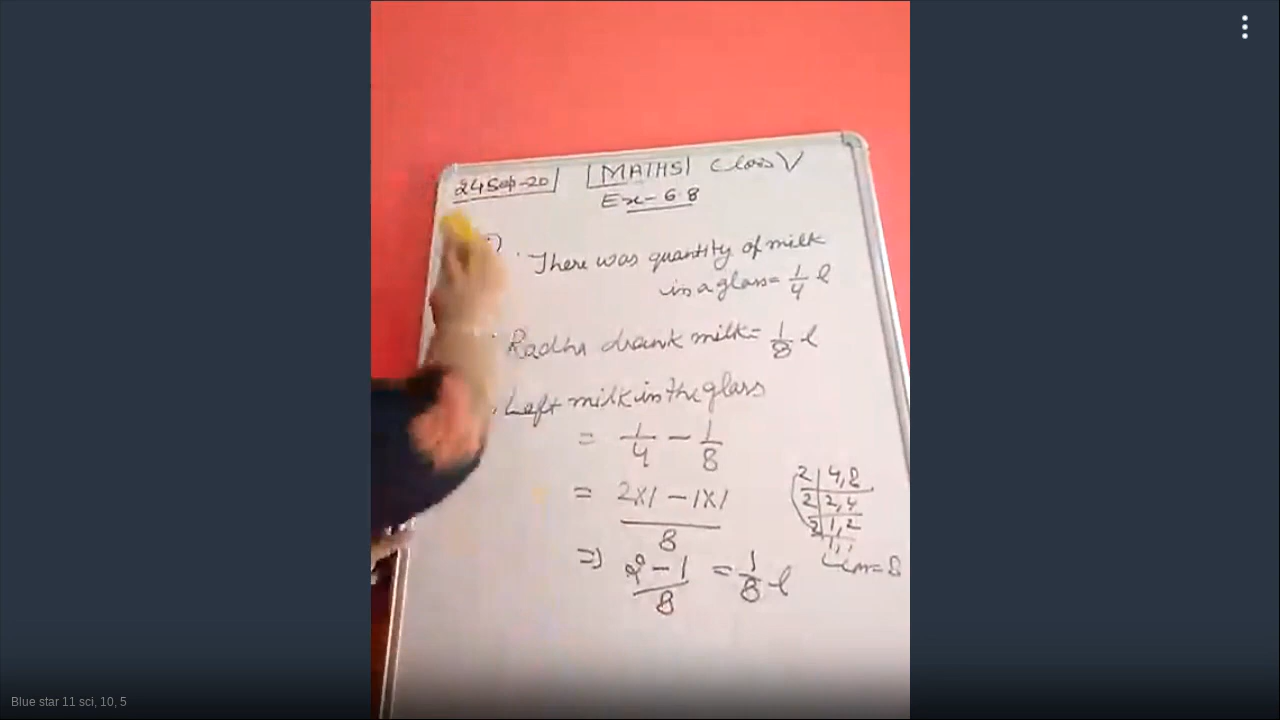 24 Sep-20 MATHS Class V
Ex- 6.8
There was quantity of milk
in a glass = 1/4 l
Radha drank milk = 1/8 l
Left milk in the glass
= 1/4 - 1/8
= 2x1 - 1x1 / 8
=> 2 - 1 / 8 = 1/8 l
2 | 4, 8
2 | 2, 4
2 | 1, 2
1, 1
LCM = 8
Blue star 11 sci, 10, 5